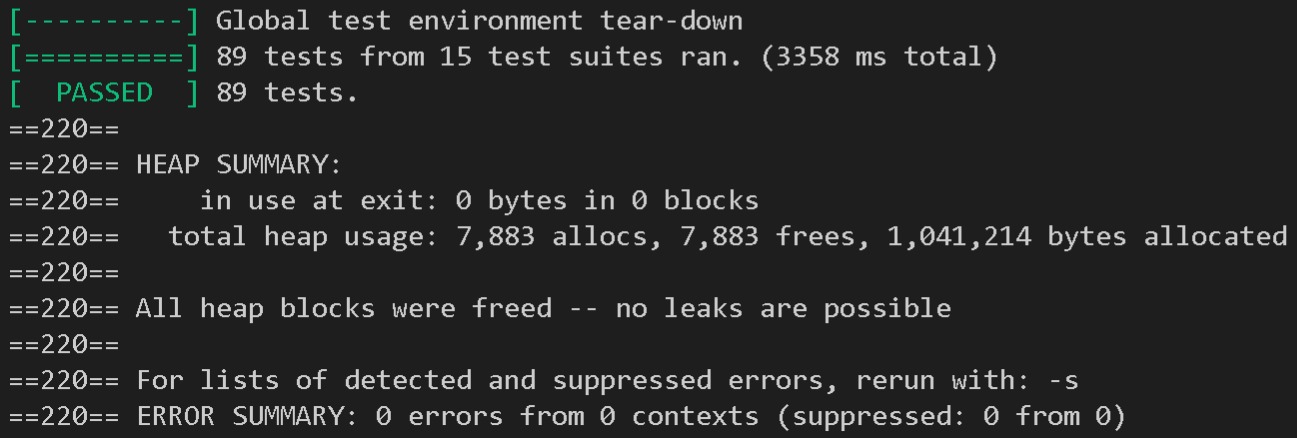 [----------] Global test environment tear-down
[==========] 89 tests from 15 test suites ran. (3358 ms total)
[  PASSED  ] 89 tests.
==220==
==220== HEAP SUMMARY:
==220==     in use at exit: 0 bytes in 0 blocks
==220==   total heap usage: 7,883 allocs, 7,883 frees, 1,041,214 bytes allocated
==220==
==220== All heap blocks were freed -- no leaks are possible
==220==
==220== For lists of detected and suppressed errors, rerun with: -s
==220== ERROR SUMMARY: 0 errors from 0 contexts (suppressed: 0 from 0)